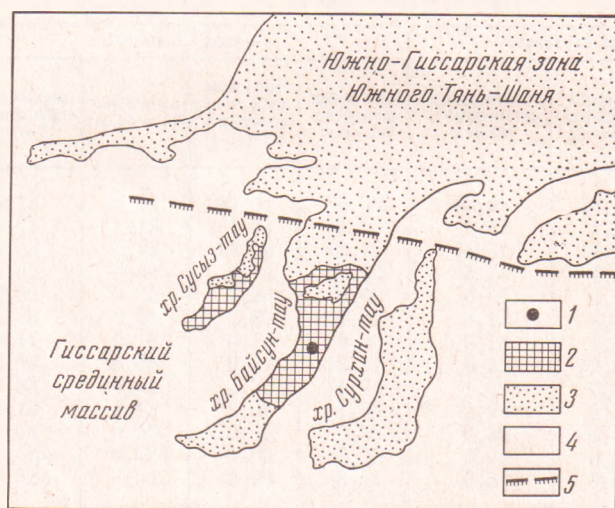 Южно-Гиссарская зона
Южного Тянь-Шаня
хр. Сусыз-тау
хр. Байсун-тау
хр. Сурхан-тау
Гиссарский
срединный
массив
1
2
3
4
5